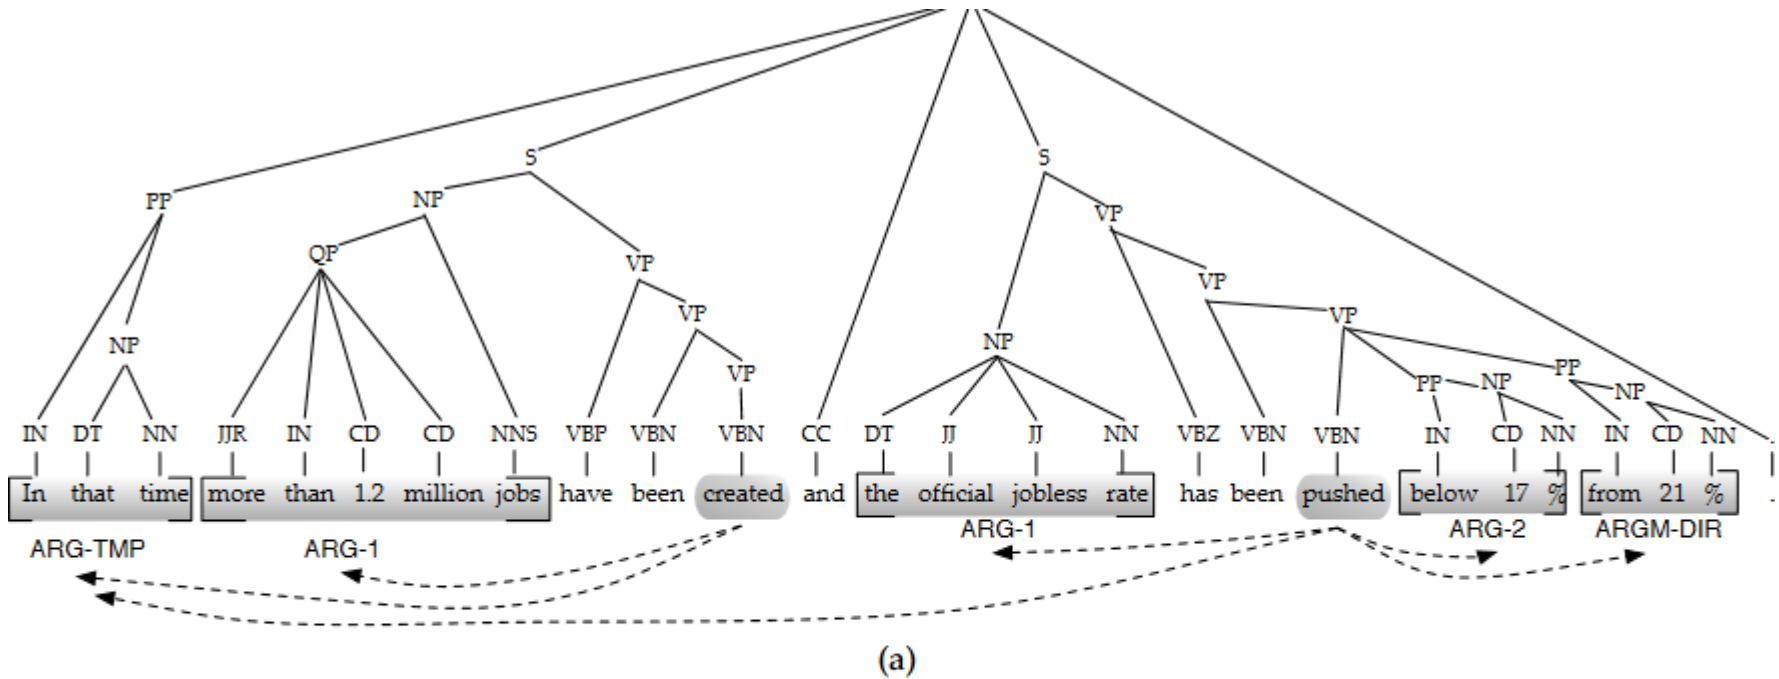 S S
PP NP VP
QP VP VP
VP VP
NP NP
VP PP NP PP NP
IN DT NN JJR IN CD CD NNS VBP VBN VBN CC DT JJ JJ NN VBZ VBN VBN IN CD NN IN CD NN .
In that time more than 1.2 million jobs have been created and the official jobless rate has been pushed below 17 % from 21 % .
ARG-TMP ARG-1 ARG-1 ARG-2 ARGM-DIR
(a)